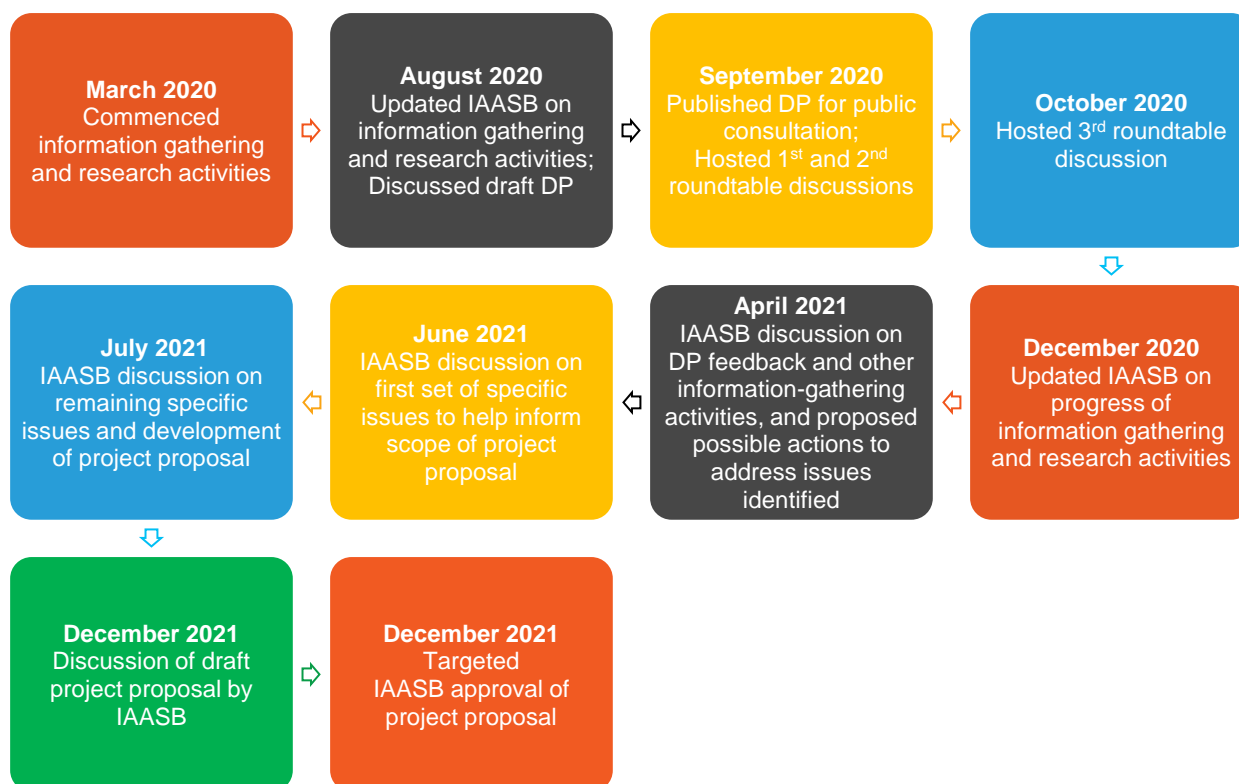 March 2020
Commenced
information gathering
and research activities
August 2020
Updated IAASB on
information gathering
and research activities;
Discussed draft DP
September 2020
Published DP for public
consultation;
Hosted 1st and 2nd
roundtable discussions
October 2020
Hosted 3rd roundtable
discussion
December 2020
Updated IAASB on
progress of
information gathering
and research activities
April 2021
IAASB discussion on
DP feedback and other
information-gathering
activities, and proposed
possible actions to
address issues
identified
June 2021
IAASB discussion on
first set of specific
issues to help inform
scope of project
proposal
July 2021
IAASB discussion on
remaining specific
issues and development
of project proposal
December 2021
Discussion of draft
project proposal by
IAASB
December 2021
Targeted
IAASB approval of
project proposal